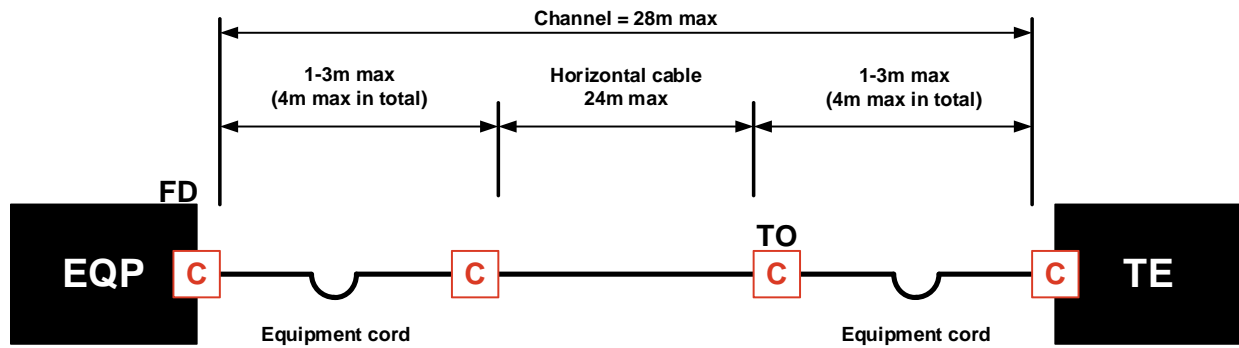 Channel = 28m max
1-3m max
(4m max in total)
Horizontal cable
24m max
1-3m max
(4m max in total)
FD
EQP
C
C
TO
C
C
TE
Equipment cord
Equipment cord